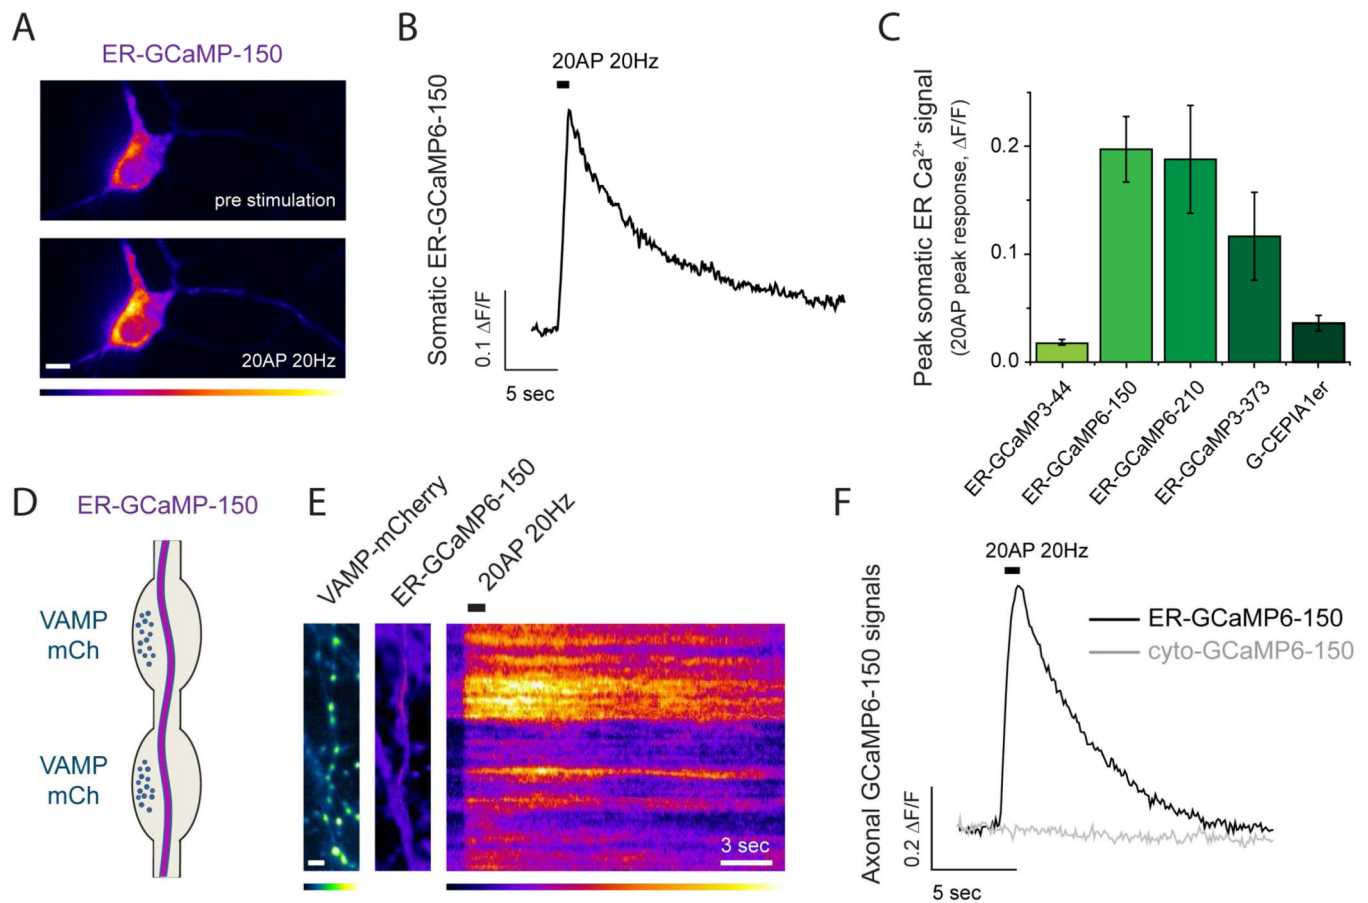 A
ER-GCaMP-150
pre stimulation
20AP 20Hz
B
20AP 20Hz
Somatic ER-GCaMP6-150
0.1 ΔF/F
5 sec
C
Peak somatic ER Ca²⁺ signal
(20AP peak response, ΔF/F)
0.2
0.1
0.0
ER-GCaMP3-44
ER-GCaMP6-150
ER-GCaMP6-210
ER-GCaMP3-373
G-CEPIA1er
D
ER-GCaMP-150
VAMP
mCh
VAMP
mCh
E
VAMP-mCherry
ER-GCaMP6-150
20AP 20Hz
3 sec
F
Axonal GCaMP6-150 signals
20AP 20Hz
ER-GCaMP6-150
cyto-GCaMP6-150
0.2 ΔF/F
5 sec